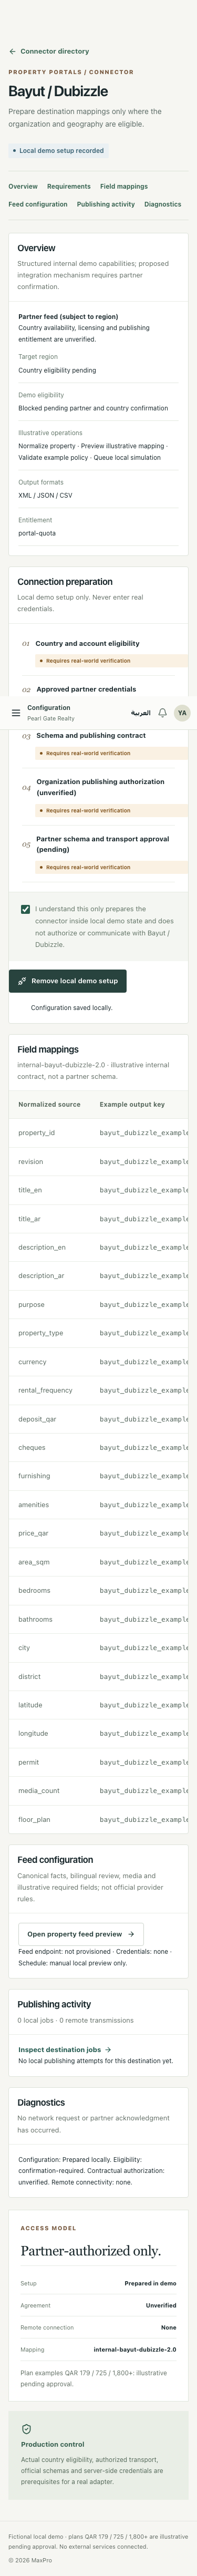 ← Connector directory
PROPERTY PORTALS / CONNECTOR
Bayut / Dubizzle
Prepare destination mappings only where the
organization and geography are eligible.
• Local demo setup recorded
Overview Requirements Field mappings
Feed configuration Publishing activity Diagnostics
Overview
Structured internal demo capabilities; proposed
integration mechanism requires partner
confirmation.
Partner feed (subject to region)
Country availability, licensing and publishing
entitlement are unverified.
Target region
Country eligibility pending
Demo eligibility
Blocked pending partner and country confirmation
Illustrative operations
Normalize property · Preview illustrative mapping ·
Validate example policy · Queue local simulation
Output formats
XML / JSON / CSV
Entitlement
portal-quota
Connection preparation
Local demo setup only. Never enter real
credentials.
01 Country and account eligibility
• Requires real-world verification
02 Approved partner credentials
Configuration
Pearl Gate Realty
العربية
YA
03 Schema and publishing contract
• Requires real-world verification
04 Organization publishing authorization
(unverified)
• Requires real-world verification
05 Partner schema and transport approval
(pending)
• Requires real-world verification
I understand this only prepares the
connector inside local demo state and does
not authorize or communicate with Bayut /
Dubizzle.
Remove local demo setup
Configuration saved locally.
Field mappings
internal-bayut-dubizzle-2.0 · illustrative internal
contract, not a partner schema.
Normalized source Example output key
property_id bayut_dubizzle_example
revision bayut_dubizzle_example
title_en bayut_dubizzle_example
title_ar bayut_dubizzle_example
description_en bayut_dubizzle_example
description_ar bayut_dubizzle_example
purpose bayut_dubizzle_example
property_type bayut_dubizzle_example
currency bayut_dubizzle_example
rental_frequency bayut_dubizzle_example
deposit_qar bayut_dubizzle_example
cheques bayut_dubizzle_example
furnishing bayut_dubizzle_example
amenities bayut_dubizzle_example
price_qar bayut_dubizzle_example
area_sqm bayut_dubizzle_example
bedrooms bayut_dubizzle_example
bathrooms bayut_dubizzle_example
city bayut_dubizzle_example
district bayut_dubizzle_example
latitude bayut_dubizzle_example
longitude bayut_dubizzle_example
permit bayut_dubizzle_example
media_count bayut_dubizzle_example
floor_plan bayut_dubizzle_example
Feed configuration
Canonical facts, bilingual review, media and
illustrative required fields; not official provider
rules.
Open property feed preview →
Feed endpoint: not provisioned · Credentials: none ·
Schedule: manual local preview only.
Publishing activity
0 local jobs · 0 remote transmissions
Inspect destination jobs →
No local publishing attempts for this destination yet.
Diagnostics
No network request or partner acknowledgment
has occurred.
Configuration: Prepared locally. Eligibility:
confirmation-required. Contractual authorization:
unverified. Remote connectivity: none.
ACCESS MODEL
Partner-authorized only.
Setup Prepared in demo
Agreement Unverified
Remote connection None
Mapping internal-bayut-dubizzle-2.0
Plan examples QAR 179 / 725 / 1,800+: illustrative
pending approval.
Production control
Actual country eligibility, authorized transport,
official schemas and server-side credentials are
prerequisites for a real adapter.
Fictional local demo · plans QAR 179 / 725 / 1,800+ are illustrative
pending approval. No external services connected.
© 2026 MaxPro